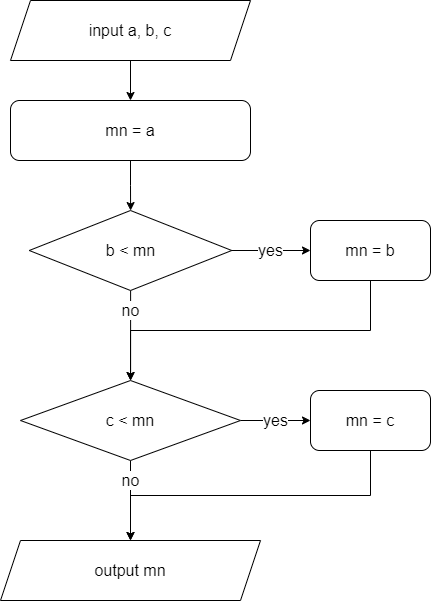 input a, b, c
mn = a
b < mn
yes
mn = b
no
c < mn
yes
mn = c
no
output mn